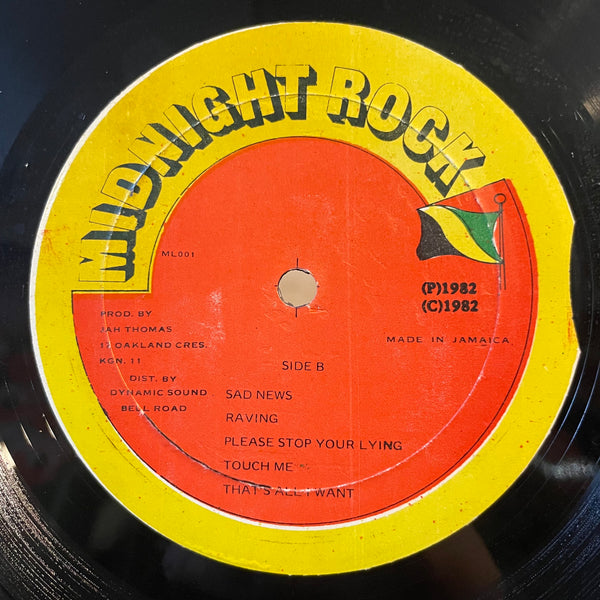 MIDNIGHT ROCK
ML001
(P)1982
(C)1982
PROD. BY
JAH THOMAS
17 OAKLAND CRES.
KGN. 11
DIST. BY
DYNAMIC SOUND
BELL ROAD
MADE IN JAMAICA
SIDE B
SAD NEWS
RAVING
PLEASE STOP YOUR LYING
TOUCH ME
THAT'S ALL I WANT